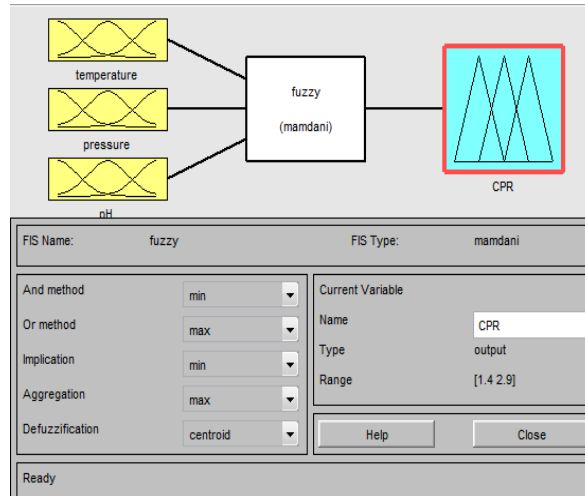 temperature
fuzzy
(mamdani)
pressure
pH
CPR
FIS Name: fuzzy FIS Type: mamdani
And method min
Or method max
Implication min
Aggregation max
Defuzzification centroid
Current Variable
Name CPR
Type output
Range [1.4 2.9]
Help Close
Ready